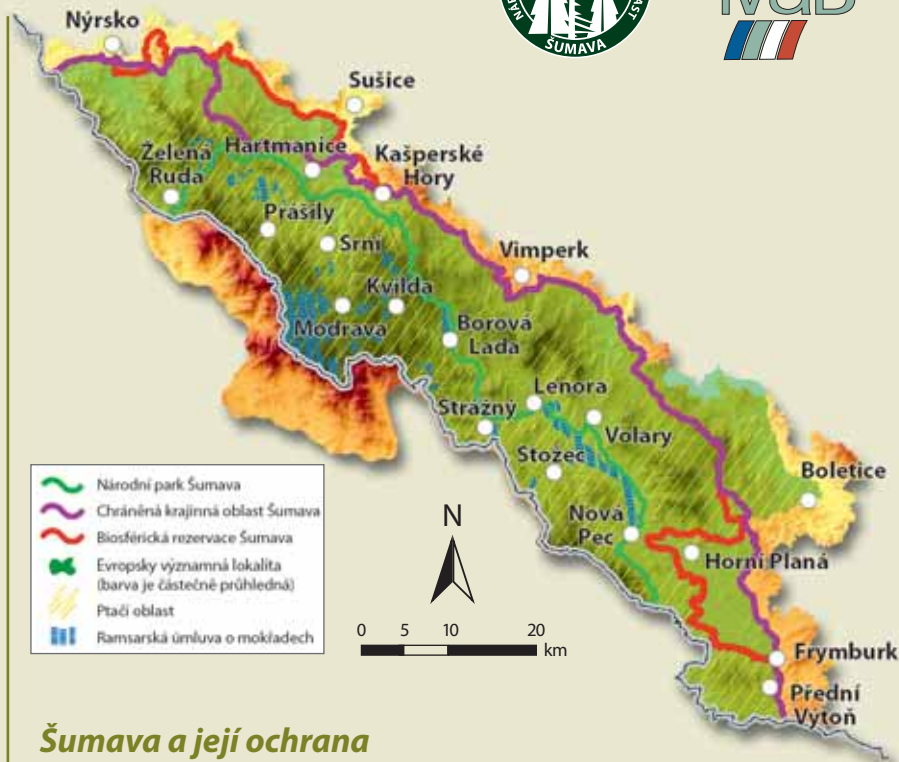 NÁR
AST
ŠUMAVA
Nýrsko
Sušice
Železná
Ruda
Hartmanice
Kašperské
Hory
Prášily
Srní
Vimperk
Kvilda
Modrava
Borová
Lada
Lenora
Strážný
Volary
Stožec
Boletice
Nová
Pec
Horní Planá
Frymburk
Přední
Výtoň
Národní park Šumava
Chráněná krajinná oblast Šumava
Biosférická rezervace Šumava
Evropsky významná lokalita
(barva je částečně průhledná)
Ptačí oblast
Ramsarská úmluva o mokřadech
N
0 5 10 20
km
Šumava a její ochrana